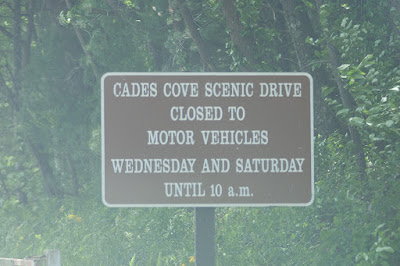 CADES COVE SCENIC DRIVE
CLOSED TO
MOTOR VEHICLES
WEDNESDAY AND SATURDAY
UNTIL 10 a.m.